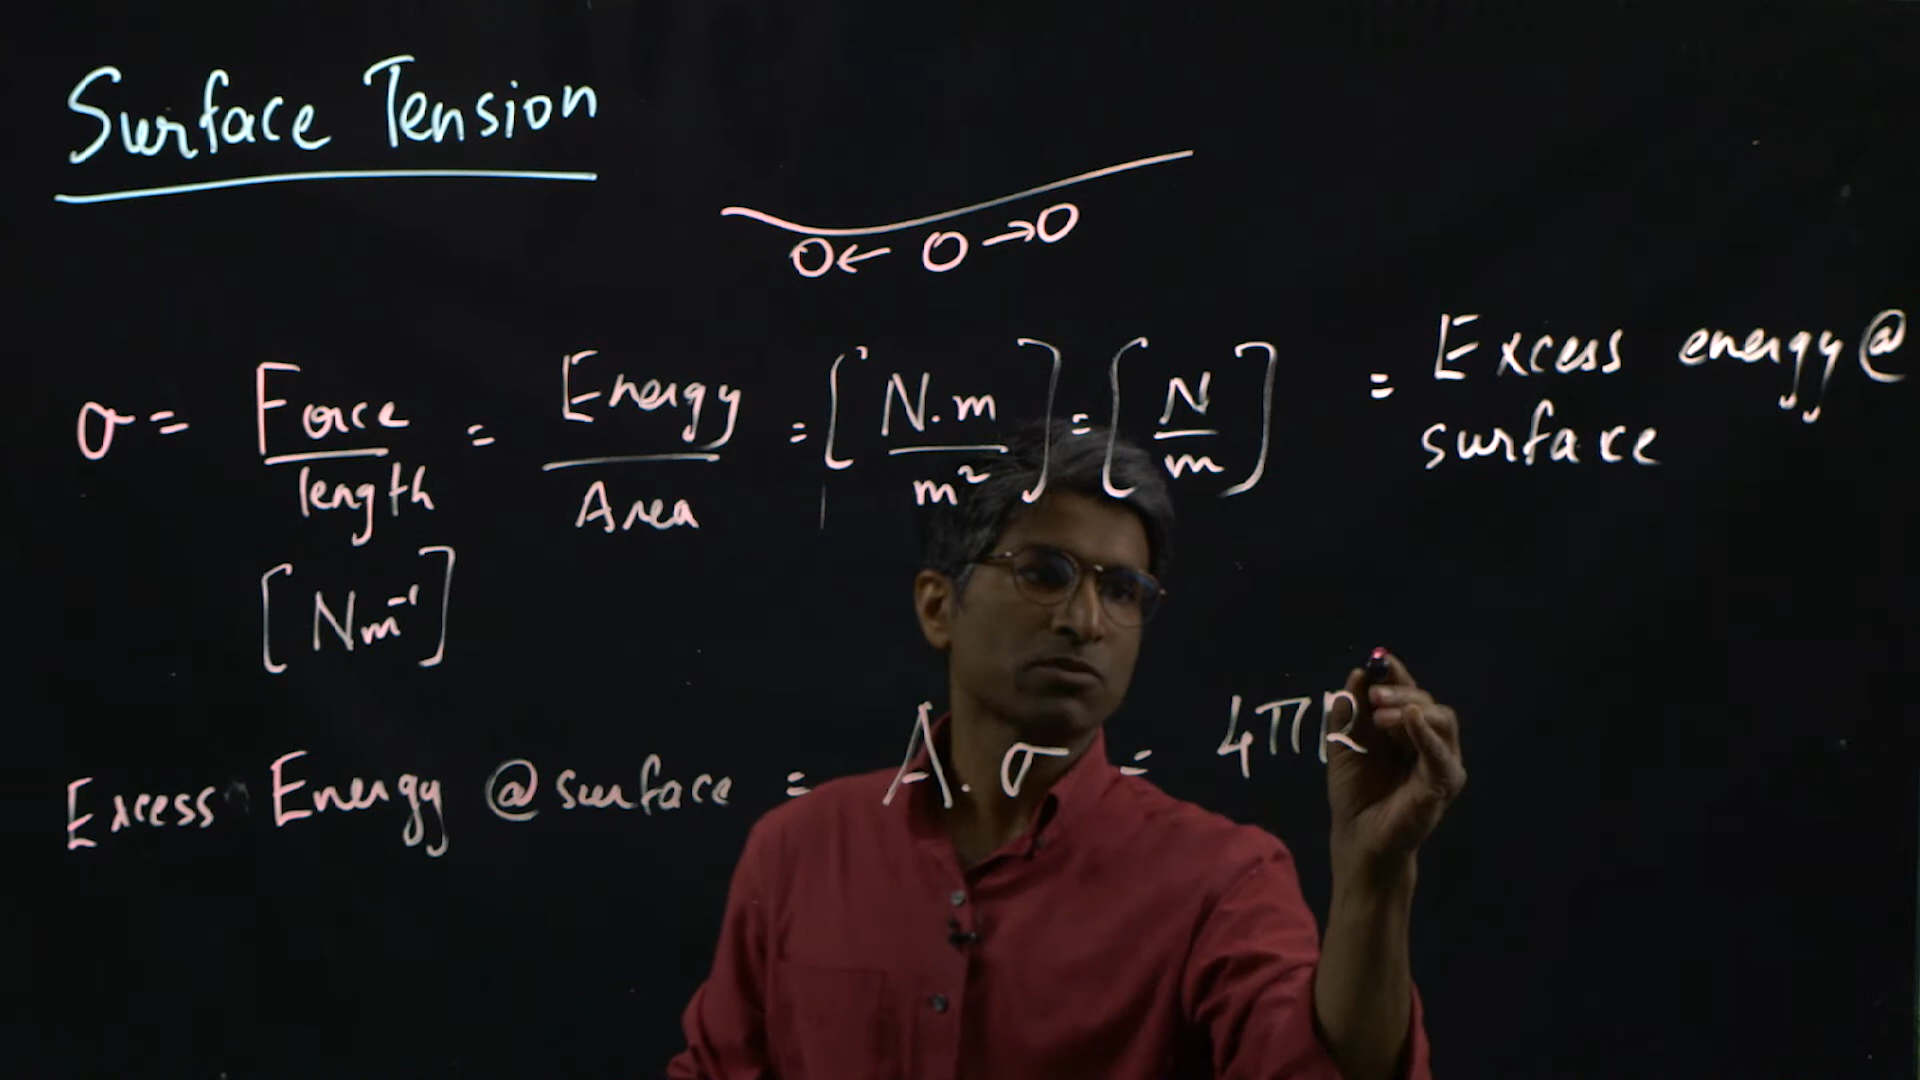 Surface Tension
O ← O → O
σ = Force/length = Energy/Area = [N.m/m²] = [N/m] = Excess energy @ surface
[Nm⁻¹]
Excess Energy @ surface = A.σ = 4πR